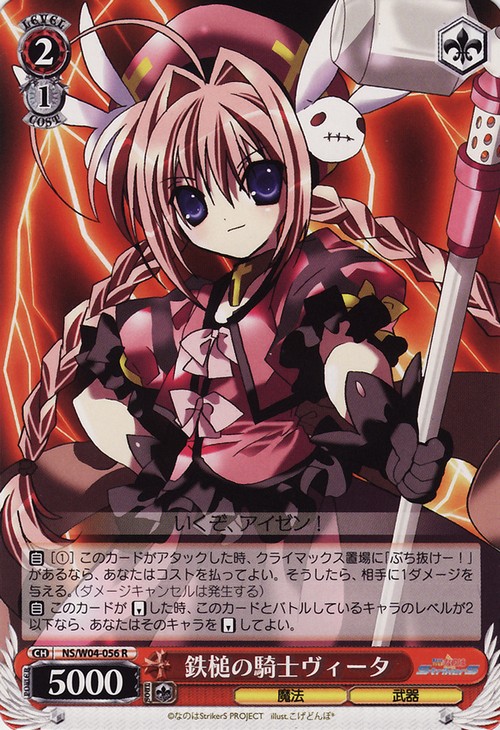 LEVEL
2
1
COST
いくぞ、アイゼン！
自 [①] このカードがアタックした時、クライマックス置場に「ぶち抜けー！」
があるなら、あなたはコストを払ってよい。そうしたら、相手に1ダメージを
与える。(ダメージキャンセルは発生する)
自 このカードが した時、このカードとバトルしているキャラのレベルが2
以下なら、あなたはそのキャラを してよい。
CH NS/W04-056 R
鉄槌の騎士ヴィータ
StrikerS
POWER
5000
SOUL
魔法
武器
©なのはStrikerS PROJECT illust.こげどんぼ*